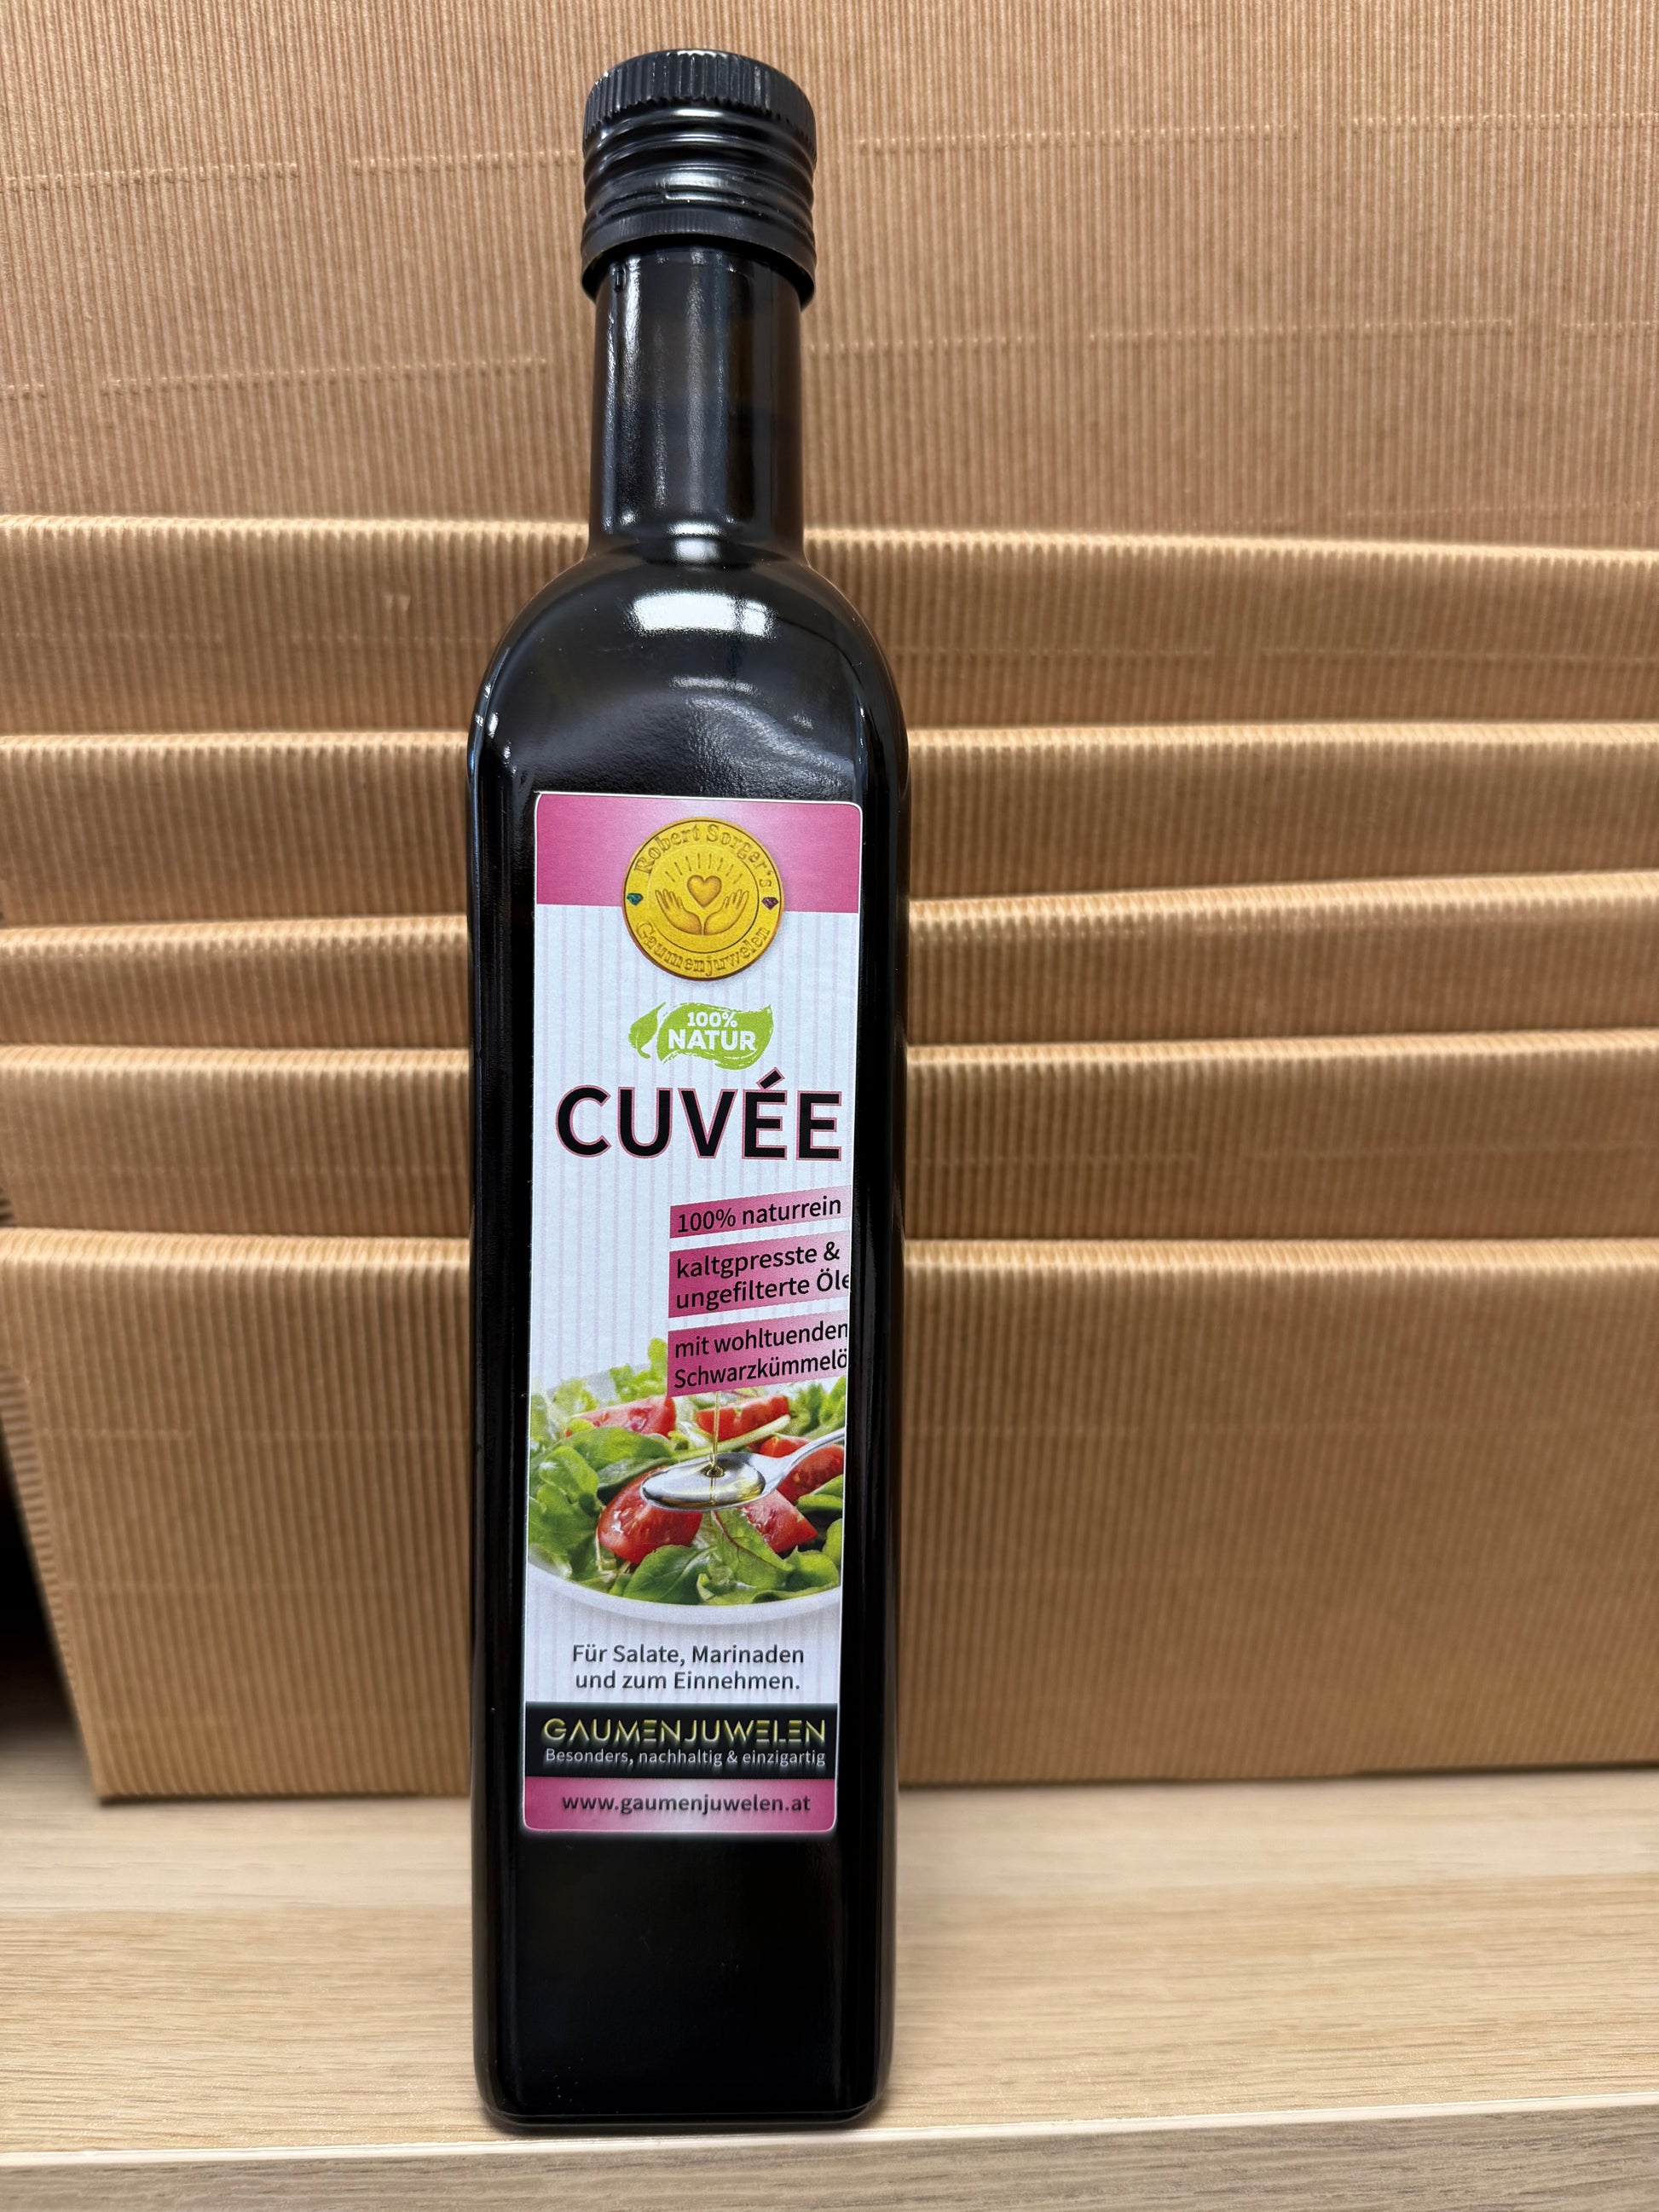 Robert Sorger's
Gaumenjuwelen
100%
NATUR
CUVÉE
100% naturrein
kaltgpresste &
ungefilterte Öle
mit wohltuenden
Schwarzkümmelö
Für Salate, Marinaden
und zum Einnehmen.
GAUMENJUWELEN
Besonders, nachhaltig & einzigartig
www.gaumenjuwelen.at